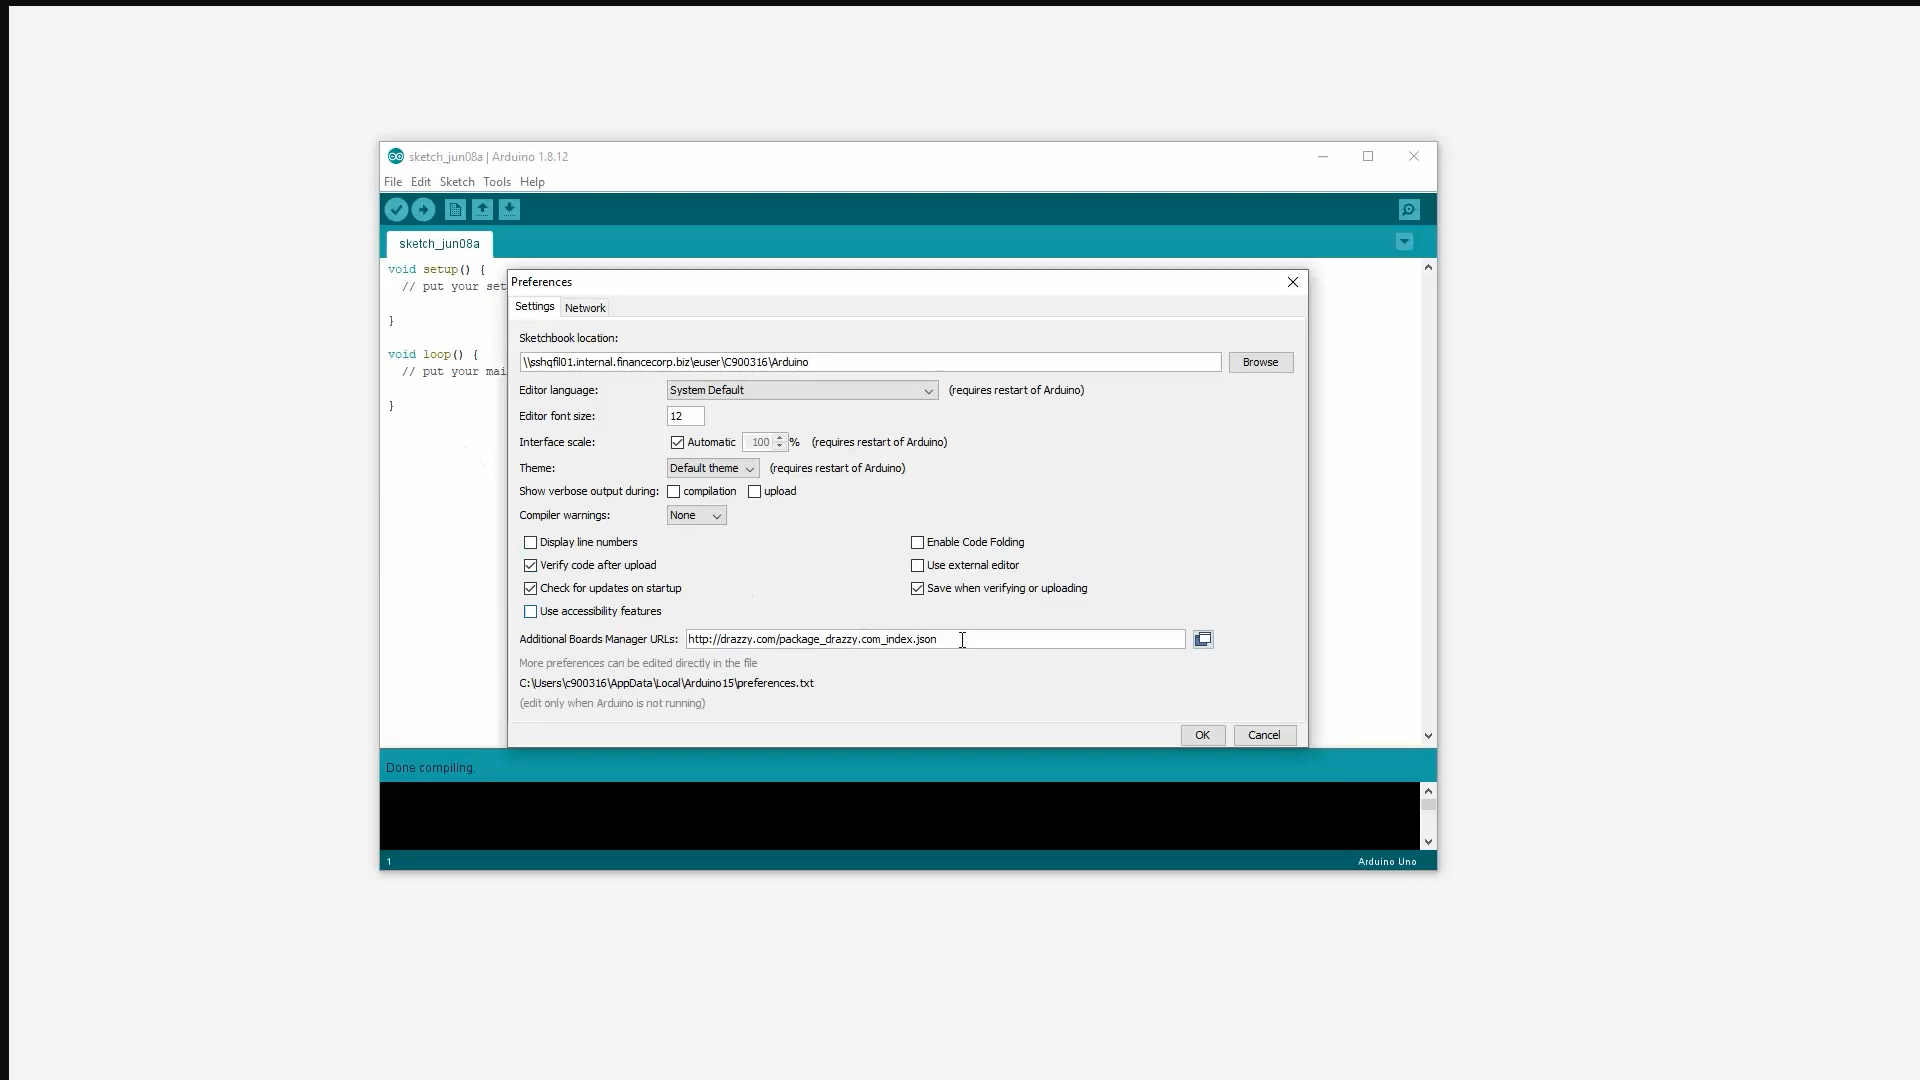 sketch_jun08a | Arduino 1.8.12
File Edit Sketch Tools Help
sketch_jun08a
void setup() {
// put your set
}
void loop() {
// put your mai
}
Preferences
Settings Network
Sketchbook location:
\\sshqfil01.internal.financecorp.biz\euser\C900316\Arduino Browse
Editor language: System Default (requires restart of Arduino)
Editor font size: 12
Interface scale: Automatic 100 % (requires restart of Arduino)
Theme: Default theme (requires restart of Arduino)
Show verbose output during: compilation upload
Compiler warnings: None
Display line numbers Enable Code Folding
Verify code after upload Use external editor
Check for updates on startup Save when verifying or uploading
Use accessibility features
Additional Boards Manager URLs: http://drazzy.com/package_drazzy.com_index.json
More preferences can be edited directly in the file
C:\Users\c900316\AppData\Local\Arduino15\preferences.txt
(edit only when Arduino is not running)
OK Cancel
Done compiling.
1 Arduino Uno